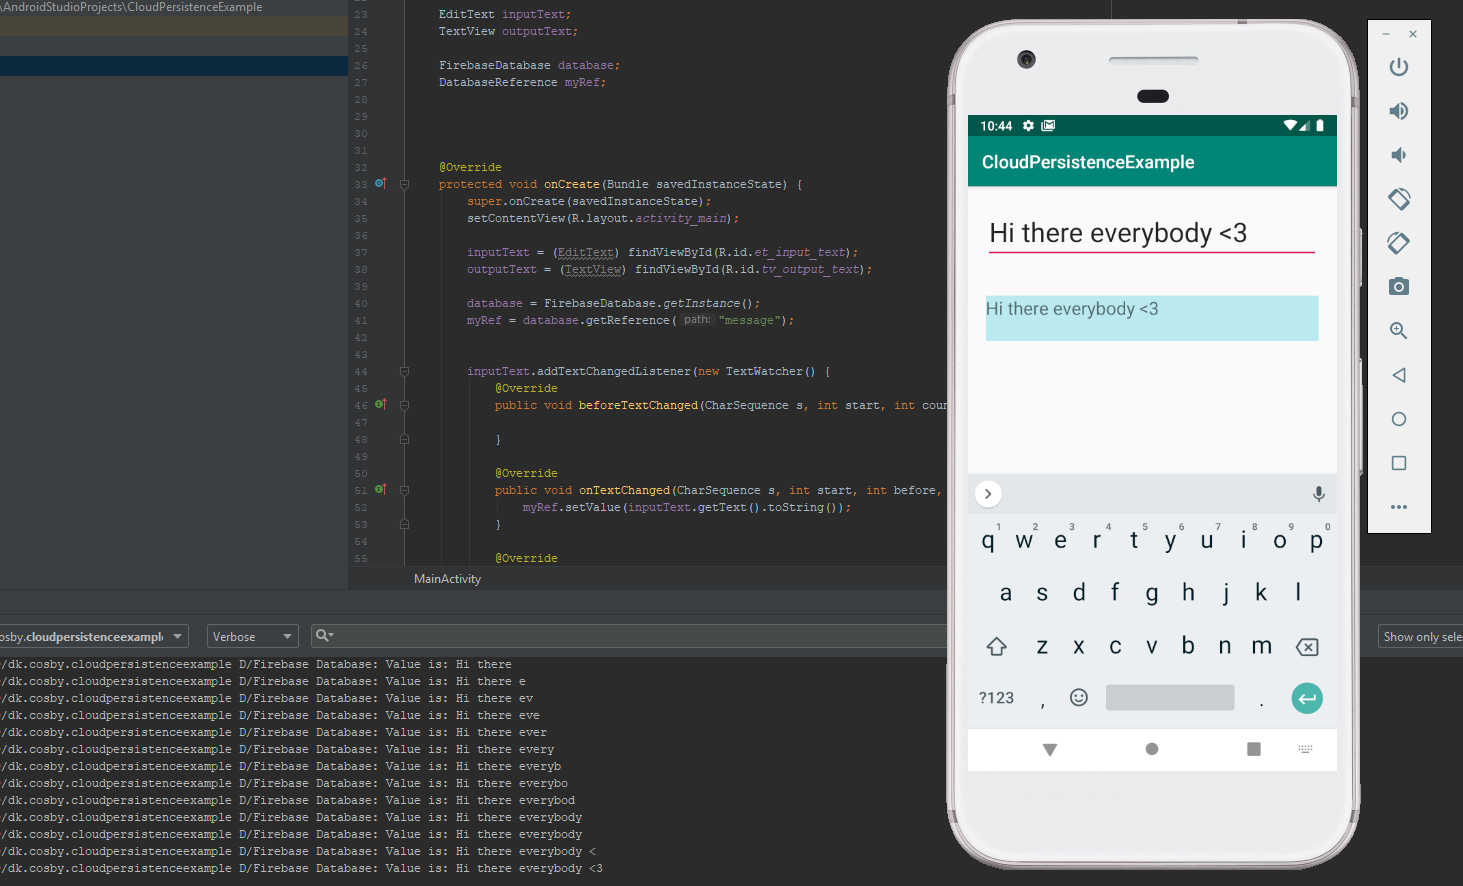 \AndroidStudioProjects\CloudPersistenceExample
23 EditText inputText;
24 TextView outputText;
25
26 FirebaseDatabase database;
27 DatabaseReference myRef;
28
29
30
31
32 @Override
33 protected void onCreate(Bundle savedInstanceState) {
34 super.onCreate(savedInstanceState);
35 setContentView(R.layout.activity_main);
36
37 inputText = (EditText) findViewById(R.id.et_input_text);
38 outputText = (TextView) findViewById(R.id.tv_output_text);
39
40 database = FirebaseDatabase.getInstance();
41 myRef = database.getReference( path: "message");
42
43
44 inputText.addTextChangedListener(new TextWatcher() {
45 @Override
46 public void beforeTextChanged(CharSequence s, int start, int coun
47
48 }
49
50 @Override
51 public void onTextChanged(CharSequence s, int start, int before,
52 myRef.setValue(inputText.getText().toString());
53 }
54
55 @Override
MainActivity
osby.cloudpersistenceexampl
Verbose
Show only sele
/dk.cosby.cloudpersistenceexample D/Firebase Database: Value is: Hi there
/dk.cosby.cloudpersistenceexample D/Firebase Database: Value is: Hi there e
/dk.cosby.cloudpersistenceexample D/Firebase Database: Value is: Hi there ev
/dk.cosby.cloudpersistenceexample D/Firebase Database: Value is: Hi there eve
/dk.cosby.cloudpersistenceexample D/Firebase Database: Value is: Hi there ever
/dk.cosby.cloudpersistenceexample D/Firebase Database: Value is: Hi there every
/dk.cosby.cloudpersistenceexample D/Firebase Database: Value is: Hi there everyb
/dk.cosby.cloudpersistenceexample D/Firebase Database: Value is: Hi there everybo
/dk.cosby.cloudpersistenceexample D/Firebase Database: Value is: Hi there everybod
/dk.cosby.cloudpersistenceexample D/Firebase Database: Value is: Hi there everybody
/dk.cosby.cloudpersistenceexample D/Firebase Database: Value is: Hi there everybody
/dk.cosby.cloudpersistenceexample D/Firebase Database: Value is: Hi there everybody <
/dk.cosby.cloudpersistenceexample D/Firebase Database: Value is: Hi there everybody <3
10:44
CloudPersistenceExample
Hi there everybody <3
Hi there everybody <3
1 2 3 4 5 6 7 8 9 0
q w e r t y u i o p
a s d f g h j k l
z x c v b n m
?123 , .